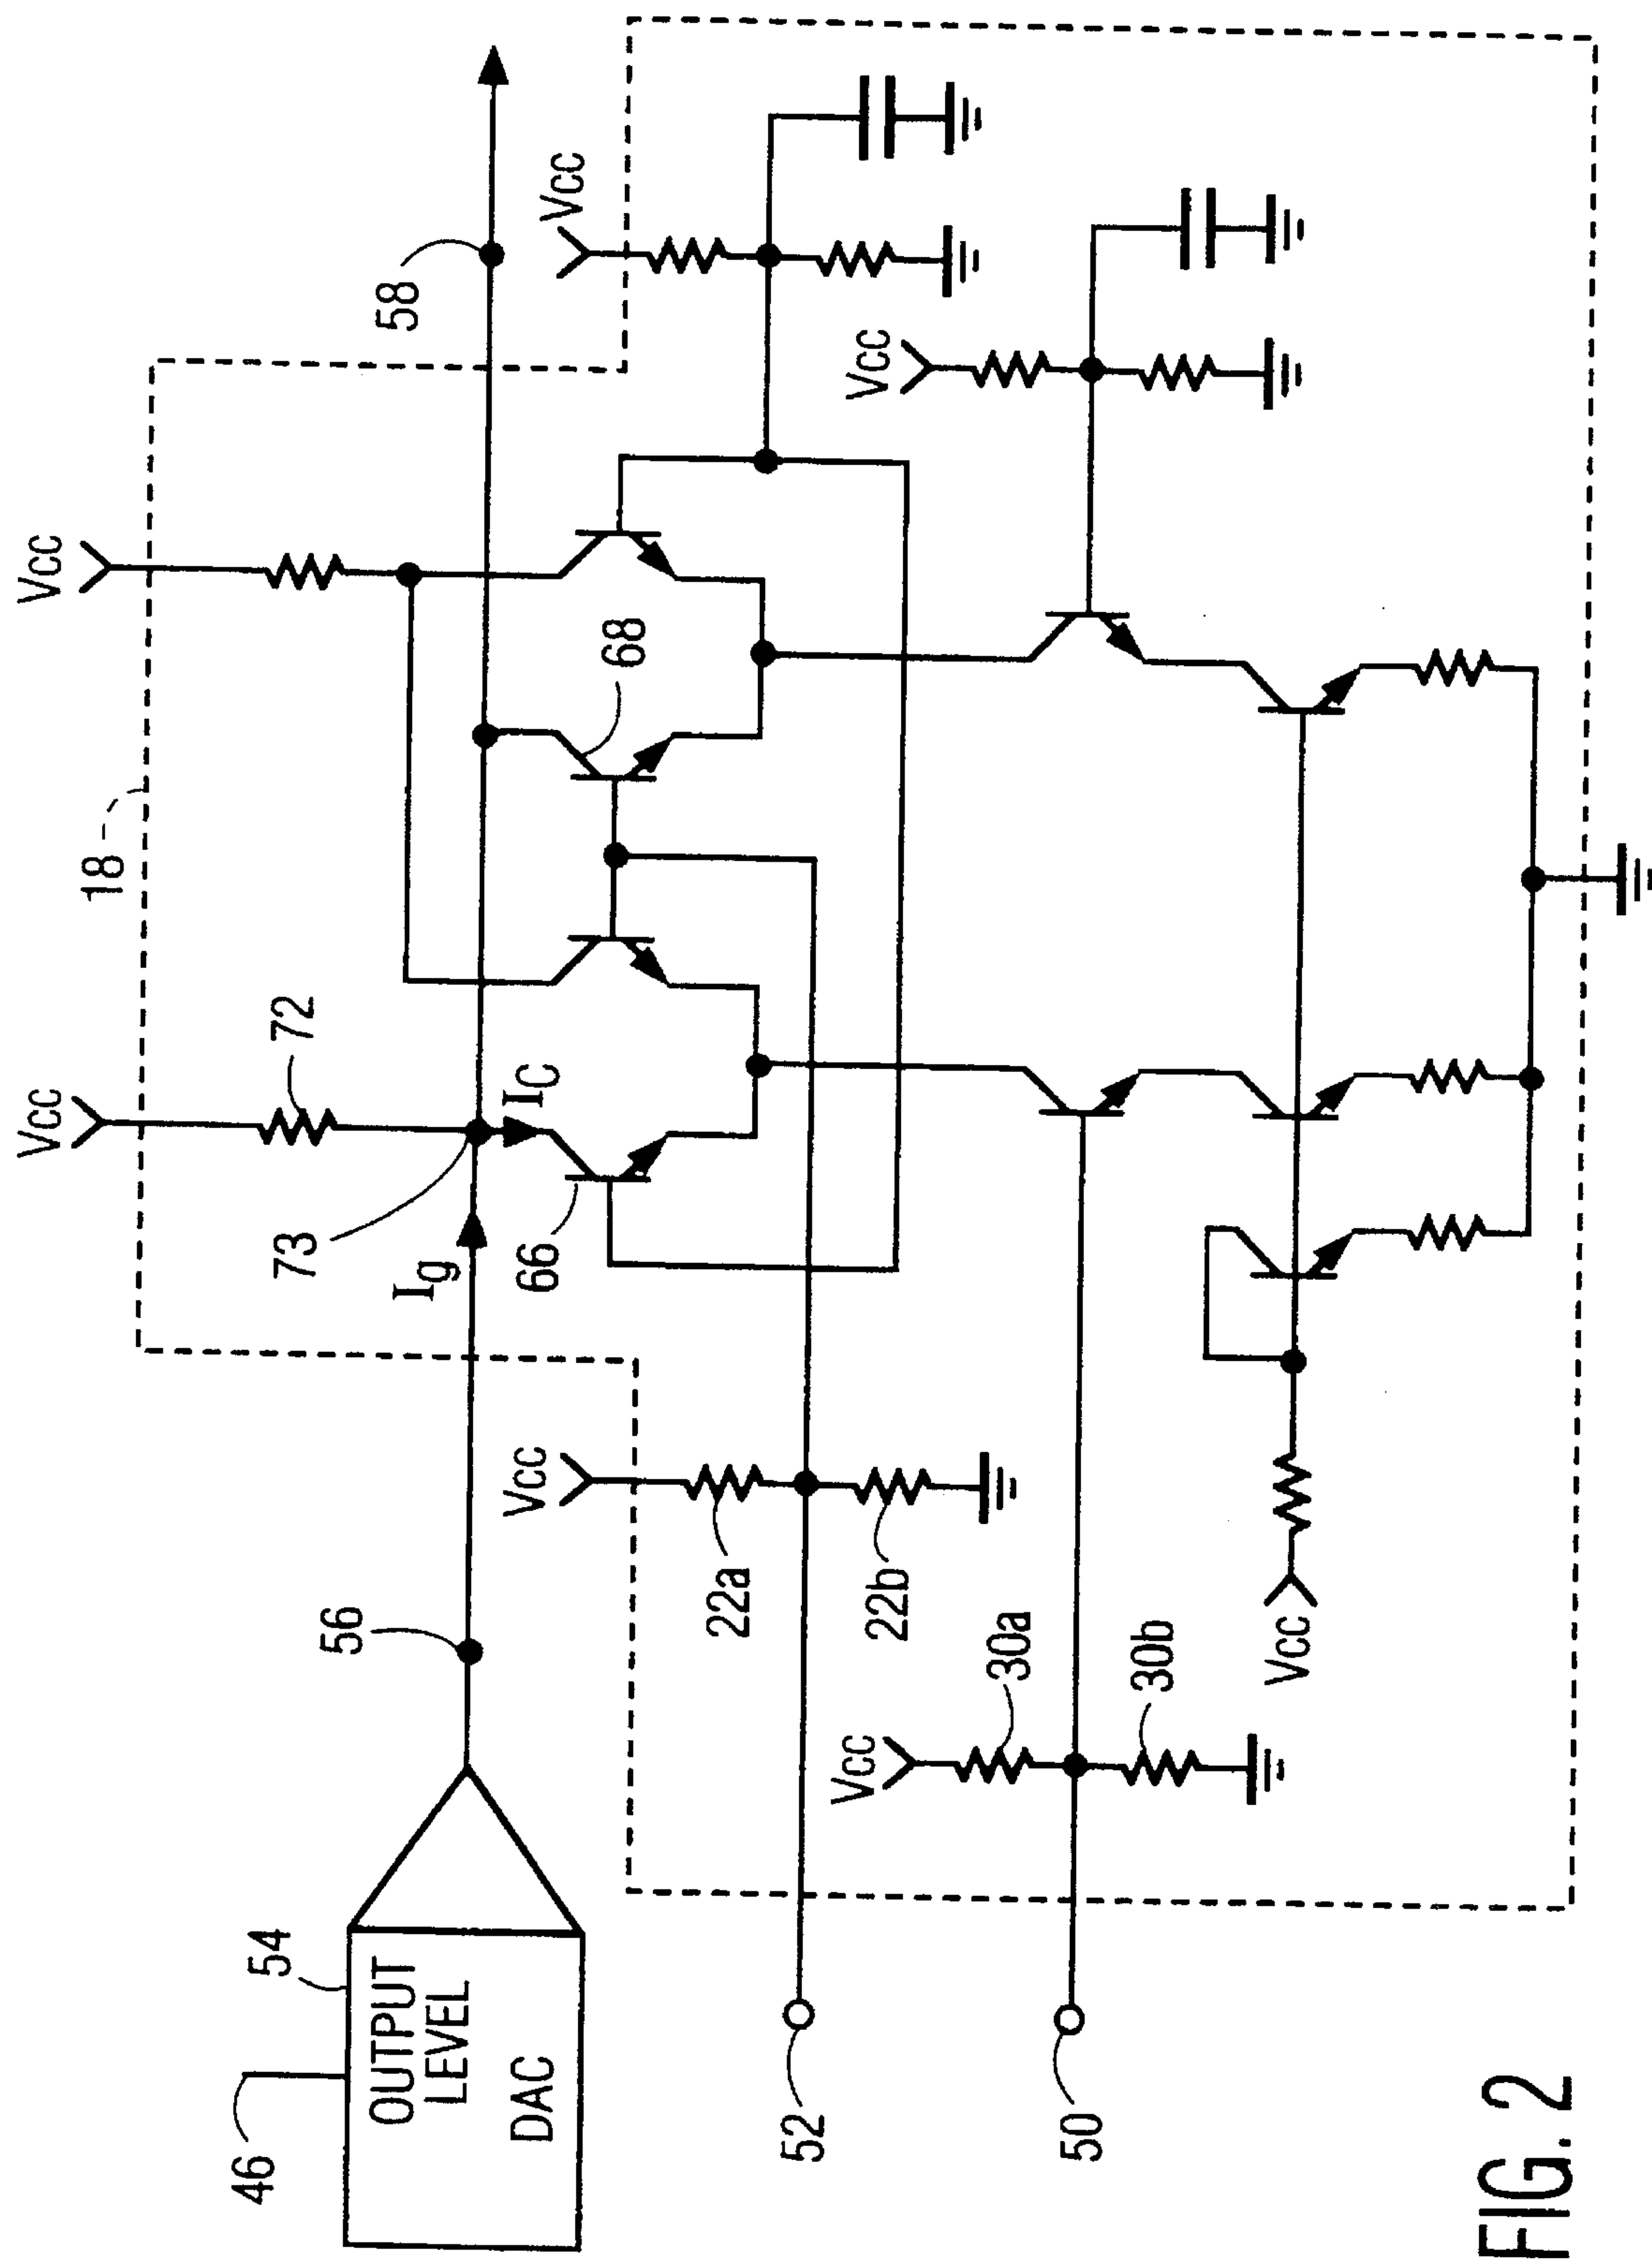 46
54
OUTPUT
LEVEL
DAC
56
Ig
73
Vcc
72
IC
66
18
Vcc
68
58
Vcc
Vcc
52
Vcc
22a
22b
50
Vcc
30a
30b
Vcc
FIG. 2